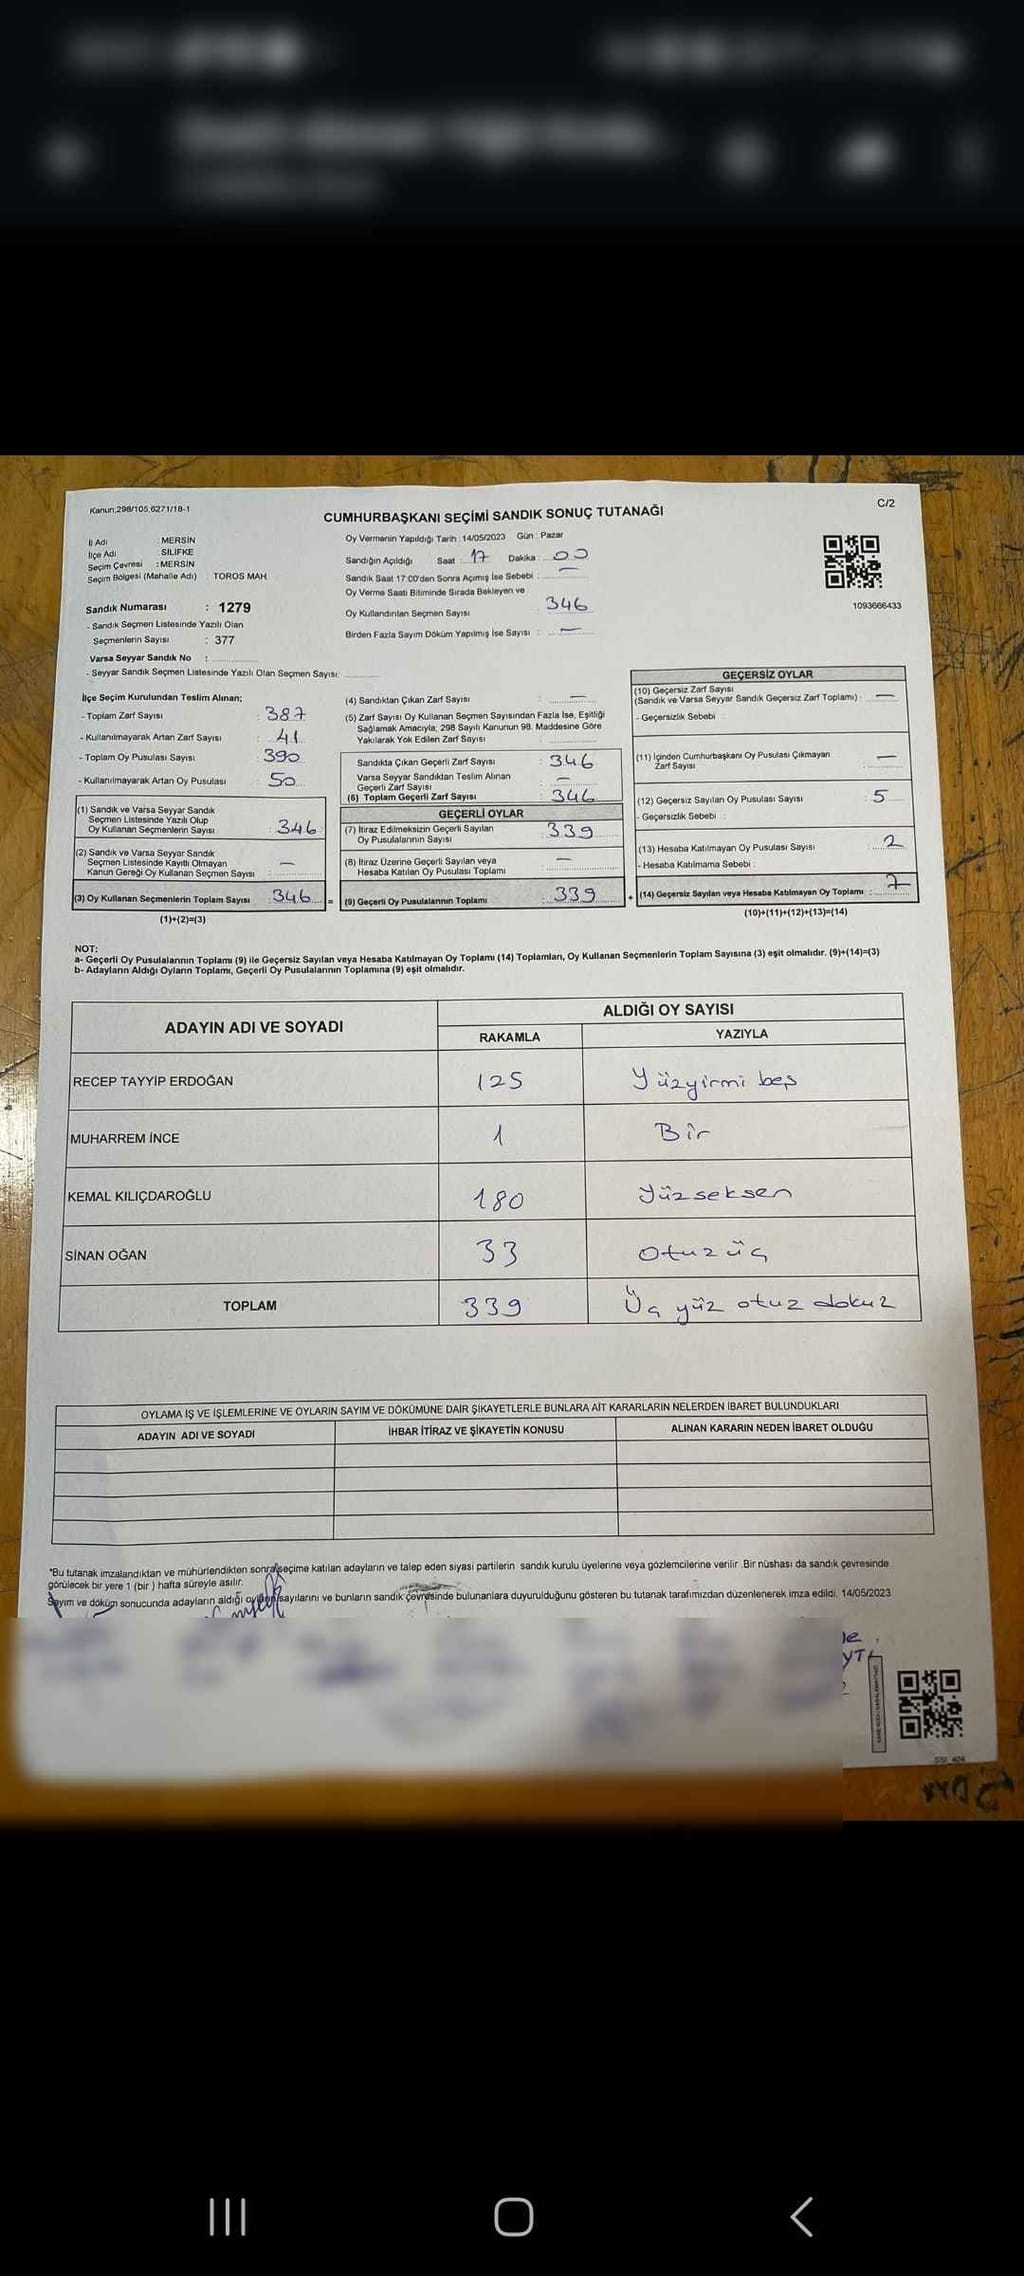 Kanun;298/105,6271/18-1
C/2
CUMHURBAŞKANI SEÇİMİ SANDIK SONUÇ TUTANAĞI
İl Adı : MERSİN
İlçe Adı : SİLİFKE
Seçim Çevresi : MERSİN
Seçim Bölgesi (Mahalle Adı) TOROS MAH
Sandık Numarası : 1279
- Sandık Seçmen Listesinde Yazılı Olan
Seçmenlerin Sayısı : 377
Varsa Seyyar Sandık No :
- Seyyar Sandık Seçmen Listesinde Yazılı Olan Seçmen Sayısı:
Oy Vermenin Yapıldığı Tarih : 14/05/2023 Gün : Pazar
Sandığın Açıldığı Saat : 17 Dakika : 00
Sandık Saat 17:00'den Sonra Açımış İse Sebebi : —
Oy Verme Saati Bitiminde Sırada Bekleyen ve
Oy Kullandırılan Seçmen Sayısı : 346
Birden Fazla Sayım Döküm Yapılmış İse Sayısı : —
1093666433
İlçe Seçim Kurulundan Teslim Alınan;
- Toplam Zarf Sayısı : 387
- Kullanılmayarak Artan Zarf Sayısı : 41
- Toplam Oy Pusulası Sayısı : 390
- Kullanılmayarak Artan Oy Pusulası : 50
(1) Sandık ve Varsa Seyyar Sandık
Seçmen Listesinde Yazılı Olup
Oy Kullanan Seçmenlerin Sayısı : 346
(2) Sandık ve Varsa Seyyar Sandık
Seçmen Listesinde Kayıtlı Olmayan
Kanun Gereği Oy Kullanan Seçmen Sayısı : —
(3) Oy Kullanan Seçmenlerin Toplam Sayısı : 346 =
(1)+(2)=(3)
(4) Sandıktan Çıkan Zarf Sayısı : —
(5) Zarf Sayısı Oy Kullanan Seçmen Sayısından Fazla İse, Eşitliği
Sağlamak Amacıyla; 298 Sayılı Kanunun 98. Maddesine Göre
Yakılarak Yok Edilen Zarf Sayısı :
Sandıkta Çıkan Geçerli Zarf Sayısı : 346
Varsa Seyyar Sandıktan Teslim Alınan
Geçerli Zarf Sayısı : —
(6) Toplam Geçerli Zarf Sayısı : 346
GEÇERLİ OYLAR
(7) İtiraz Edilmeksizin Geçerli Sayılan
Oy Pusulalarının Sayısı : 339
(8) İtiraz Üzerine Geçerli Sayılan veya
Hesaba Katılan Oy Pusulası Toplamı : —
(9) Geçerli Oy Pusulalarının Toplamı : 339 +
GEÇERSİZ OYLAR
(10) Geçersiz Zarf Sayısı
(Sandık ve Varsa Seyyar Sandık Geçersiz Zarf Toplamı) : —
- Geçersizlik Sebebi :
(11) İçinden Cumhurbaşkanı Oy Pusulası Çıkmayan
Zarf Sayısı : —
(12) Geçersiz Sayılan Oy Pusulası Sayısı : 5
- Geçersizlik Sebebi :
(13) Hesaba Katılmayan Oy Pusulası Sayısı : 2
- Hesaba Katılmama Sebebi :
(14) Geçersiz Sayılan veya Hesaba Katılmayan Oy Toplamı : 7
(10)+(11)+(12)+(13)=(14)
NOT:
a- Geçerli Oy Pusulalarının Toplamı (9) ile Geçersiz Sayılan veya Hesaba Katılmayan Oy Toplamı (14) Toplamları, Oy Kullanan Seçmenlerin Toplam Sayısına (3) eşit olmalıdır. (9)+(14)=(3)
b- Adayların Aldığı Oyların Toplamı, Geçerli Oy Pusulalarının Toplamına (9) eşit olmalıdır.
ADAYIN ADI VE SOYADI
ALDIĞI OY SAYISI
RAKAMLA YAZIYLA
RECEP TAYYİP ERDOĞAN 125 Yüzyirmi beş
MUHARREM İNCE 1 Bir
KEMAL KILIÇDAROĞLU 180 Yüzseksen
SİNAN OĞAN 33 Otuz üç
TOPLAM 339 Üç yüz otuz dokuz
OYLAMA İŞ VE İŞLEMLERİNE VE OYLARIN SAYIM VE DÖKÜMÜNE DAİR ŞİKAYETLERLE BUNLARA AİT KARARLARIN NELERDEN İBARET BULUNDUKLARI
ADAYIN ADI VE SOYADI İHBAR İTİRAZ VE ŞİKAYETİN KONUSU ALINAN KARARIN NEDEN İBARET OLDUĞU
*Bu tutanak imzalandıktan ve mühürlendikten sonra seçime katılan adayların ve talep eden siyasi partilerin sandık kurulu üyelerine veya gözlemcilerine verilir. Bir nüshası da sandık çevresinde
görülecek bir yere 1 (bir ) hafta süreyle asılır.
Sayım ve döküm sonucunda adayların aldığı oyların sayılarını ve bunların sandık çevresinde bulunanlara duyurulduğunu gösteren bu tutanak tarafımızdan düzenlenerek imza edildi. 14/05/2023